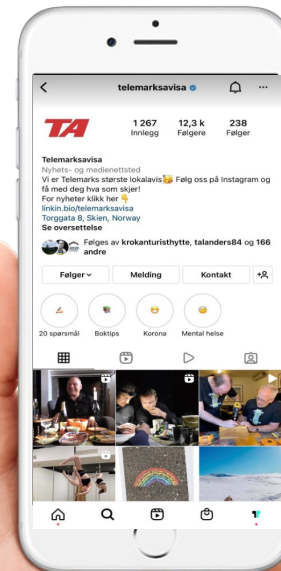 telemarksavisa
TA
1 267 12,3 k 238
Innlegg Følgere Følger
Telemarksavisa
Nyhets- og medienettsted
Vi er Telemarks største lokalavis🥳 Følg oss på Instagram og
få med deg hva som skjer!
For nyheter klikk her 👇
linkin.bio/telemarksavisa
Torggata 8, Skien, Norway
Se oversettelse
Følges av krokanturisthytte, talanders84 og 166
andre
Følger Melding Kontakt
20 spørsmål Boktips Korona Mental helse